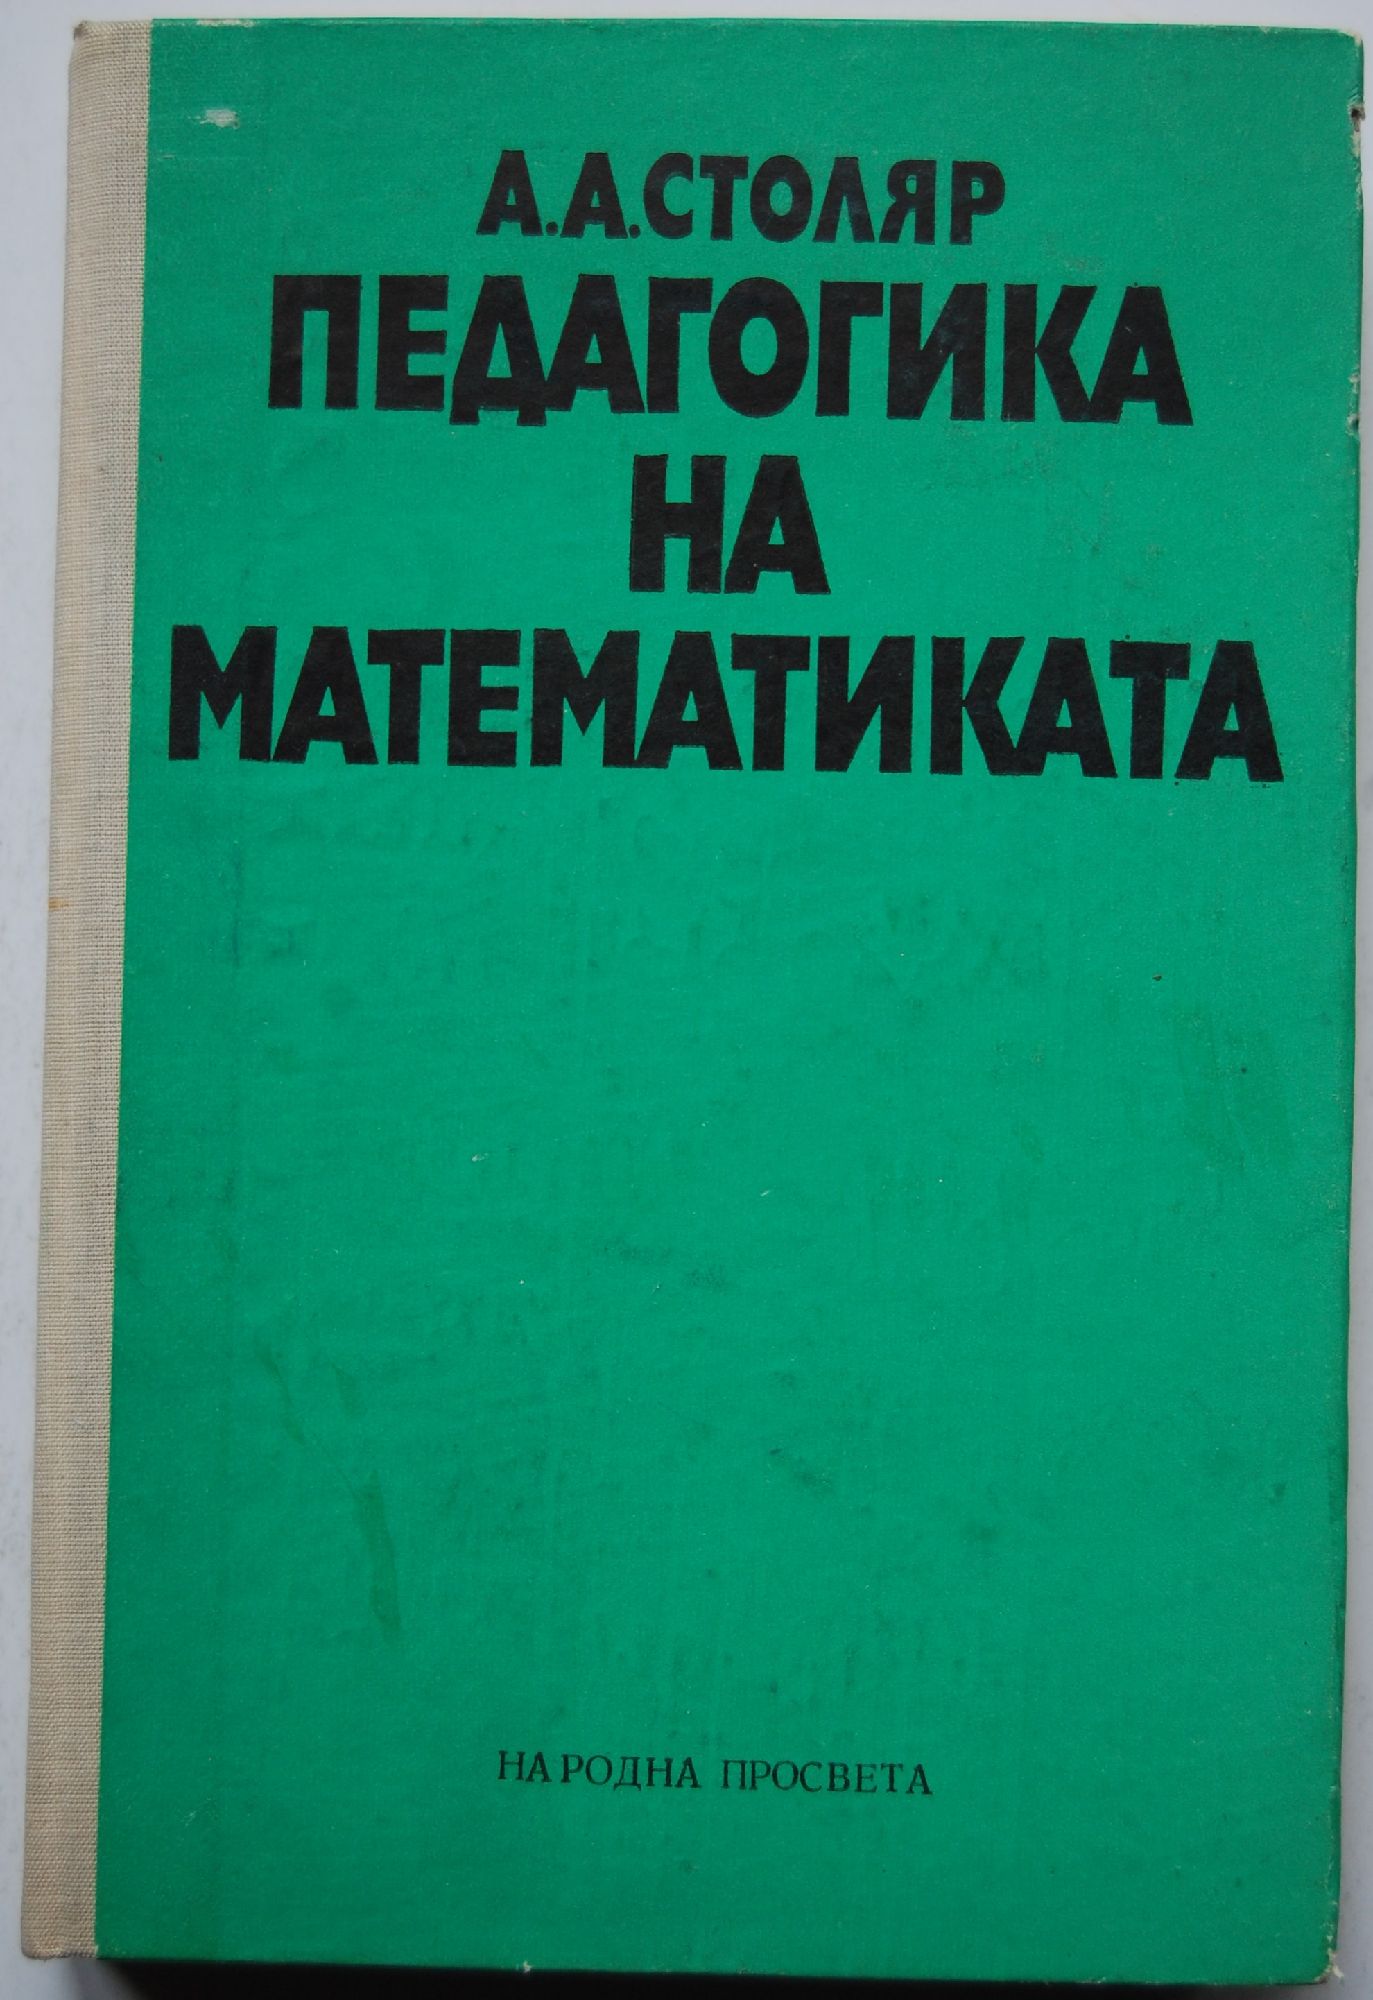 А.А.СТОЛЯР
ПЕДАГОГИКА
НА
МАТЕМАТИКАТА
НАРОДНА ПРОСВЕТА